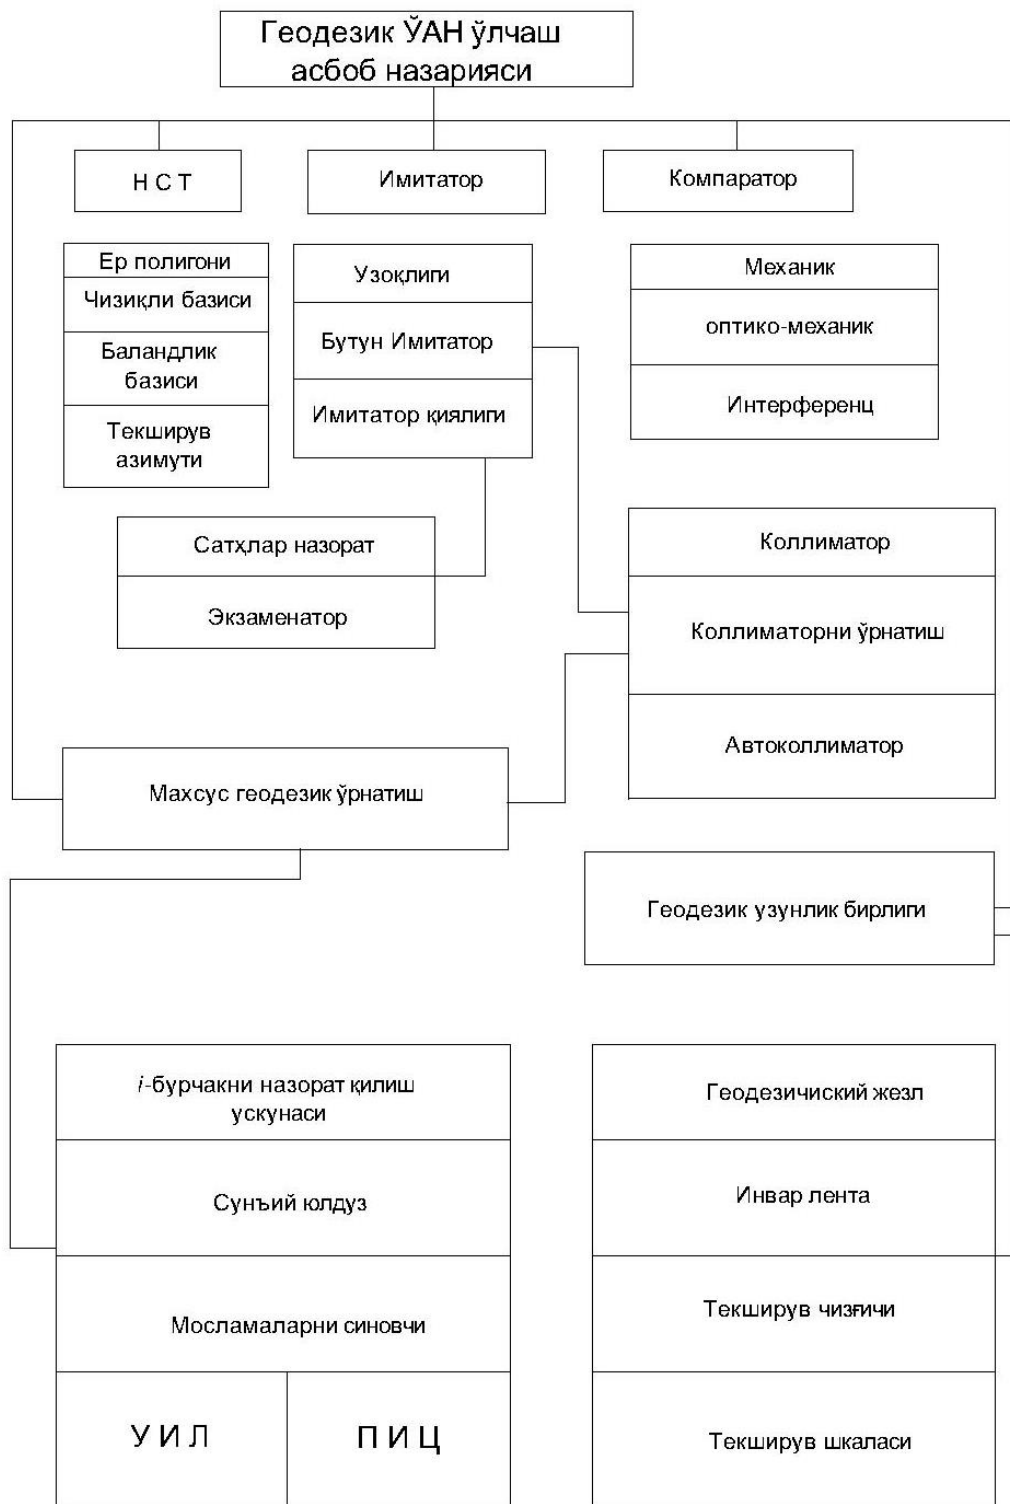 Геодезик ЎАН ўлчаш
асбоб назарияси
Н С Т
Имитатор
Компаратор
Ер полигони
Чизиқли базиси
Баландлик
базиси
Текширув
азимути
Узоқлиги
Бутун Имитатор
Имитатор қиялиги
Механик
оптико-механик
Интерференц
Сатҳлар назорат
Экзаменатор
Коллиматор
Коллиматорни ўрнатиш
Автоколлиматор
Махсус геодезик ўрнатиш
Геодезик узунлик бирлиги
i-бурчакни назорат қилиш
ускунаси
Сунъий юлдуз
Мосламаларни синовчи
У И Л
П И Ц
Геодезичиский жезл
Инвар лента
Текширув чизғичи
Текширув шкаласи